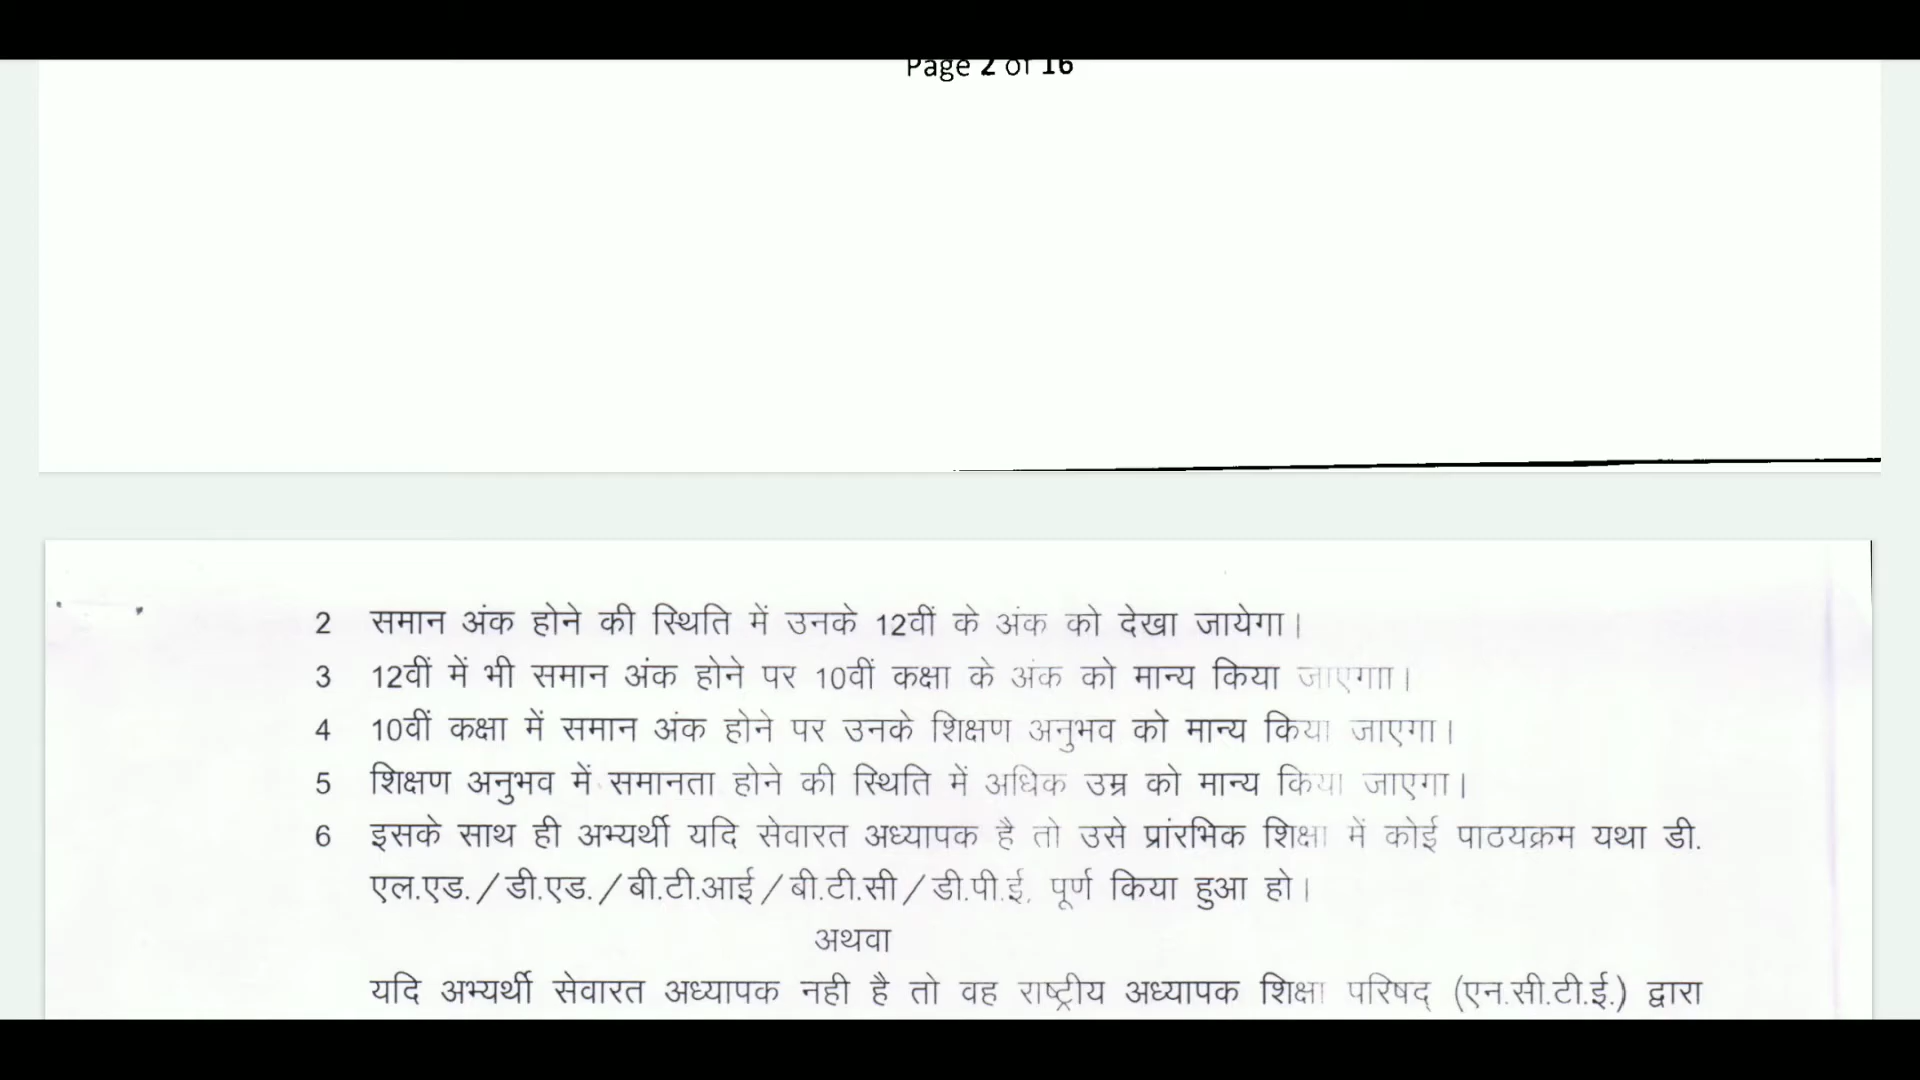 Page 2 of 16
2 समान अंक होने की स्थिति में उनके 12वीं के अंक को देखा जायेगा।
3 12वीं में भी समान अंक होने पर 10वीं कक्षा के अंक को मान्य किया जाएगाा।
4 10वीं कक्षा में समान अंक होने पर उनके शिक्षण अनुभव को मान्य किया जाएगा।
5 शिक्षण अनुभव में समानता होने की स्थिति में अधिक उम्र को मान्य किया जाएगा।
6 इसके साथ ही अभ्यर्थी यदि सेवारत अध्यापक है तो उसे प्रांरभिक शिक्षा में कोई पाठयक्रम यथा डी.
एल.एड./डी.एड./बी.टी.आई/बी.टी.सी/डी.पी.ई. पूर्ण किया हुआ हो।
अथवा
यदि अभ्यर्थी सेवारत अध्यापक नही है तो वह राष्ट्रीय अध्यापक शिक्षा परिषद् (एन.सी.टी.ई.) द्वारा